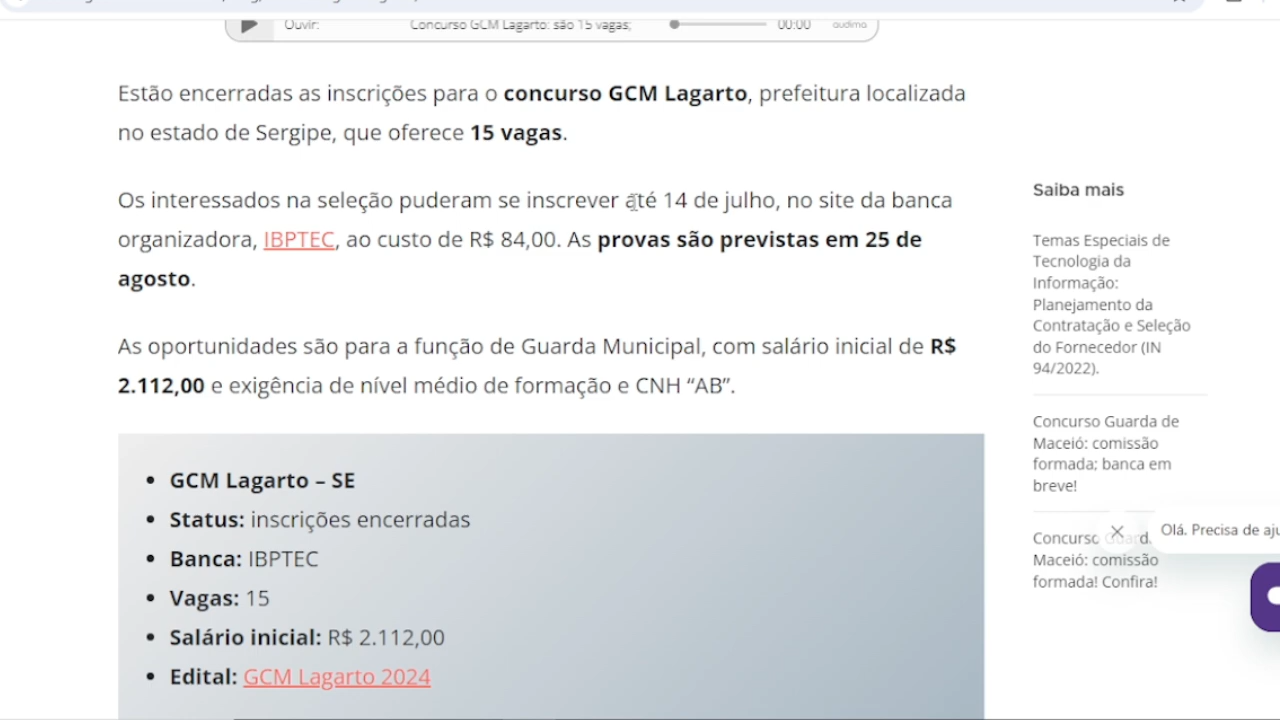 Ouvir: Concurso GCM Lagarto: são 15 vagas; 00:00 audima
Estão encerradas as inscrições para o concurso GCM Lagarto, prefeitura localizada
no estado de Sergipe, que oferece 15 vagas.
Os interessados na seleção puderam se inscrever até 14 de julho, no site da banca
organizadora, IBPTEC, ao custo de R$ 84,00. As provas são previstas em 25 de
agosto.
As oportunidades são para a função de Guarda Municipal, com salário inicial de R$
2.112,00 e exigência de nível médio de formação e CNH “AB”.
• GCM Lagarto – SE
• Status: inscrições encerradas
• Banca: IBPTEC
• Vagas: 15
• Salário inicial: R$ 2.112,00
• Edital: GCM Lagarto 2024
Saiba mais
Temas Especiais de
Tecnologia da
Informação:
Planejamento da
Contratação e Seleção
do Fornecedor (IN
94/2022).
Concurso Guarda de
Maceió: comissão
formada; banca em
breve!
Concurso
Maceió: comissão
formada! Confira!
Olá. Precisa de